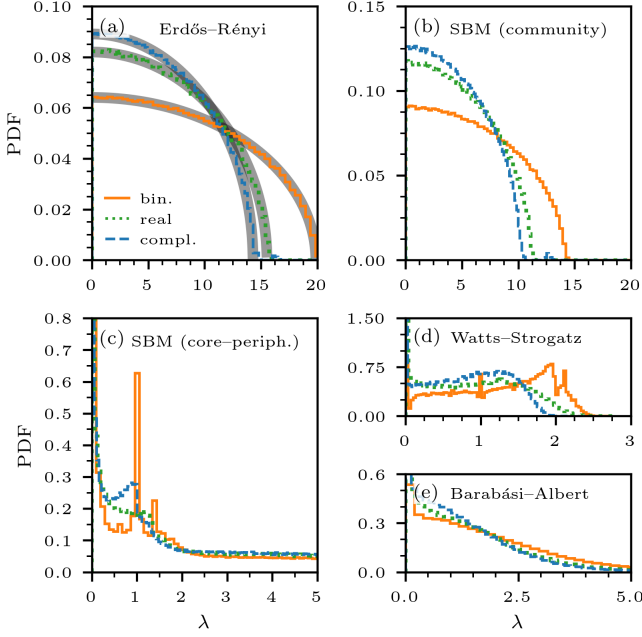 (a) Erdős–Rényi
PDF
0.10
0.08
0.06
0.04
0.02
0.00
bin.
real
compl.
0 5 10 15 20
(b) SBM (community)
0.15
0.10
0.05
0.00
0 5 10 15 20
(c) SBM (core–periph.)
PDF
0.8
0.7
0.6
0.5
0.4
0.3
0.2
0.1
0.0
0 1 2 3 4 5
λ
(d) Watts–Strogatz
1.50
0.75
0.00
0 1 2 3
(e) Barabási–Albert
0.6
0.3
0.0
0.0 2.5 5.0
λ